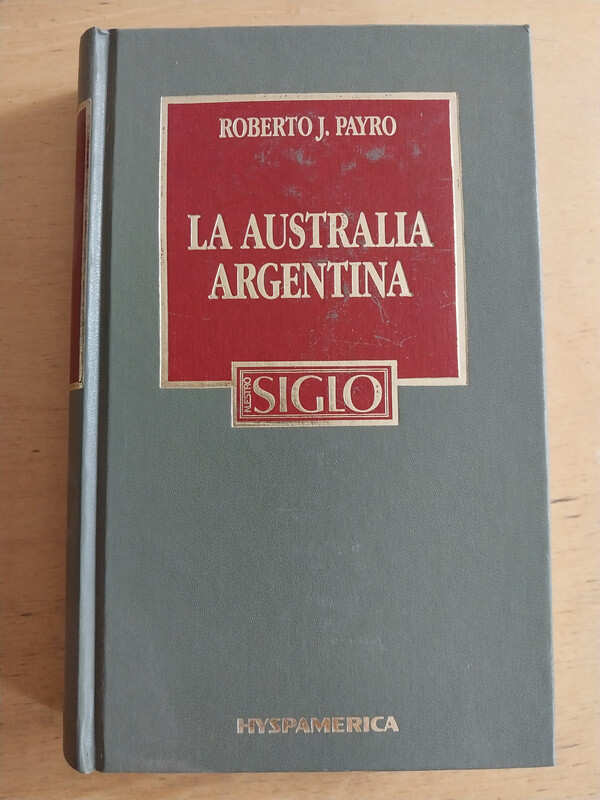 ROBERTO J. PAYRO
LA AUSTRALIA
ARGENTINA
NUESTRO
SIGLO
HYSPAMERICA